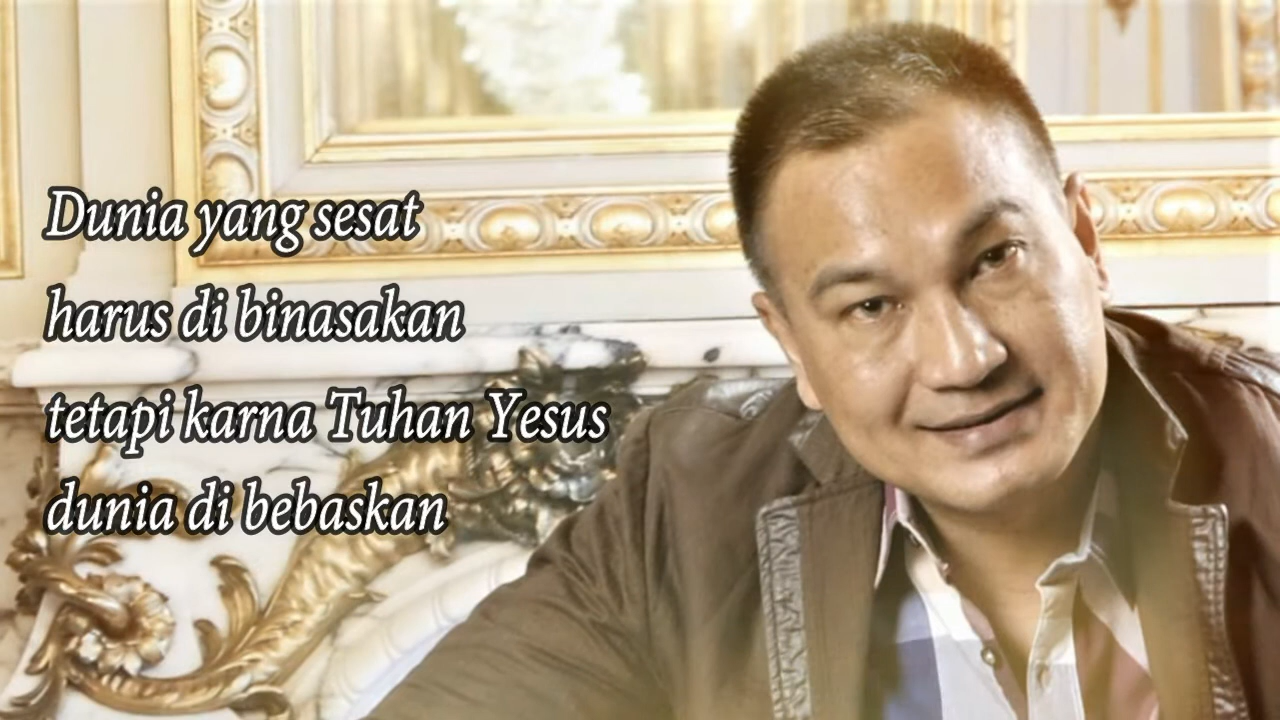 Dunia yang sesat
harus di binasakan
tetapi karna Tuhan Yesus
dunia di bebaskan